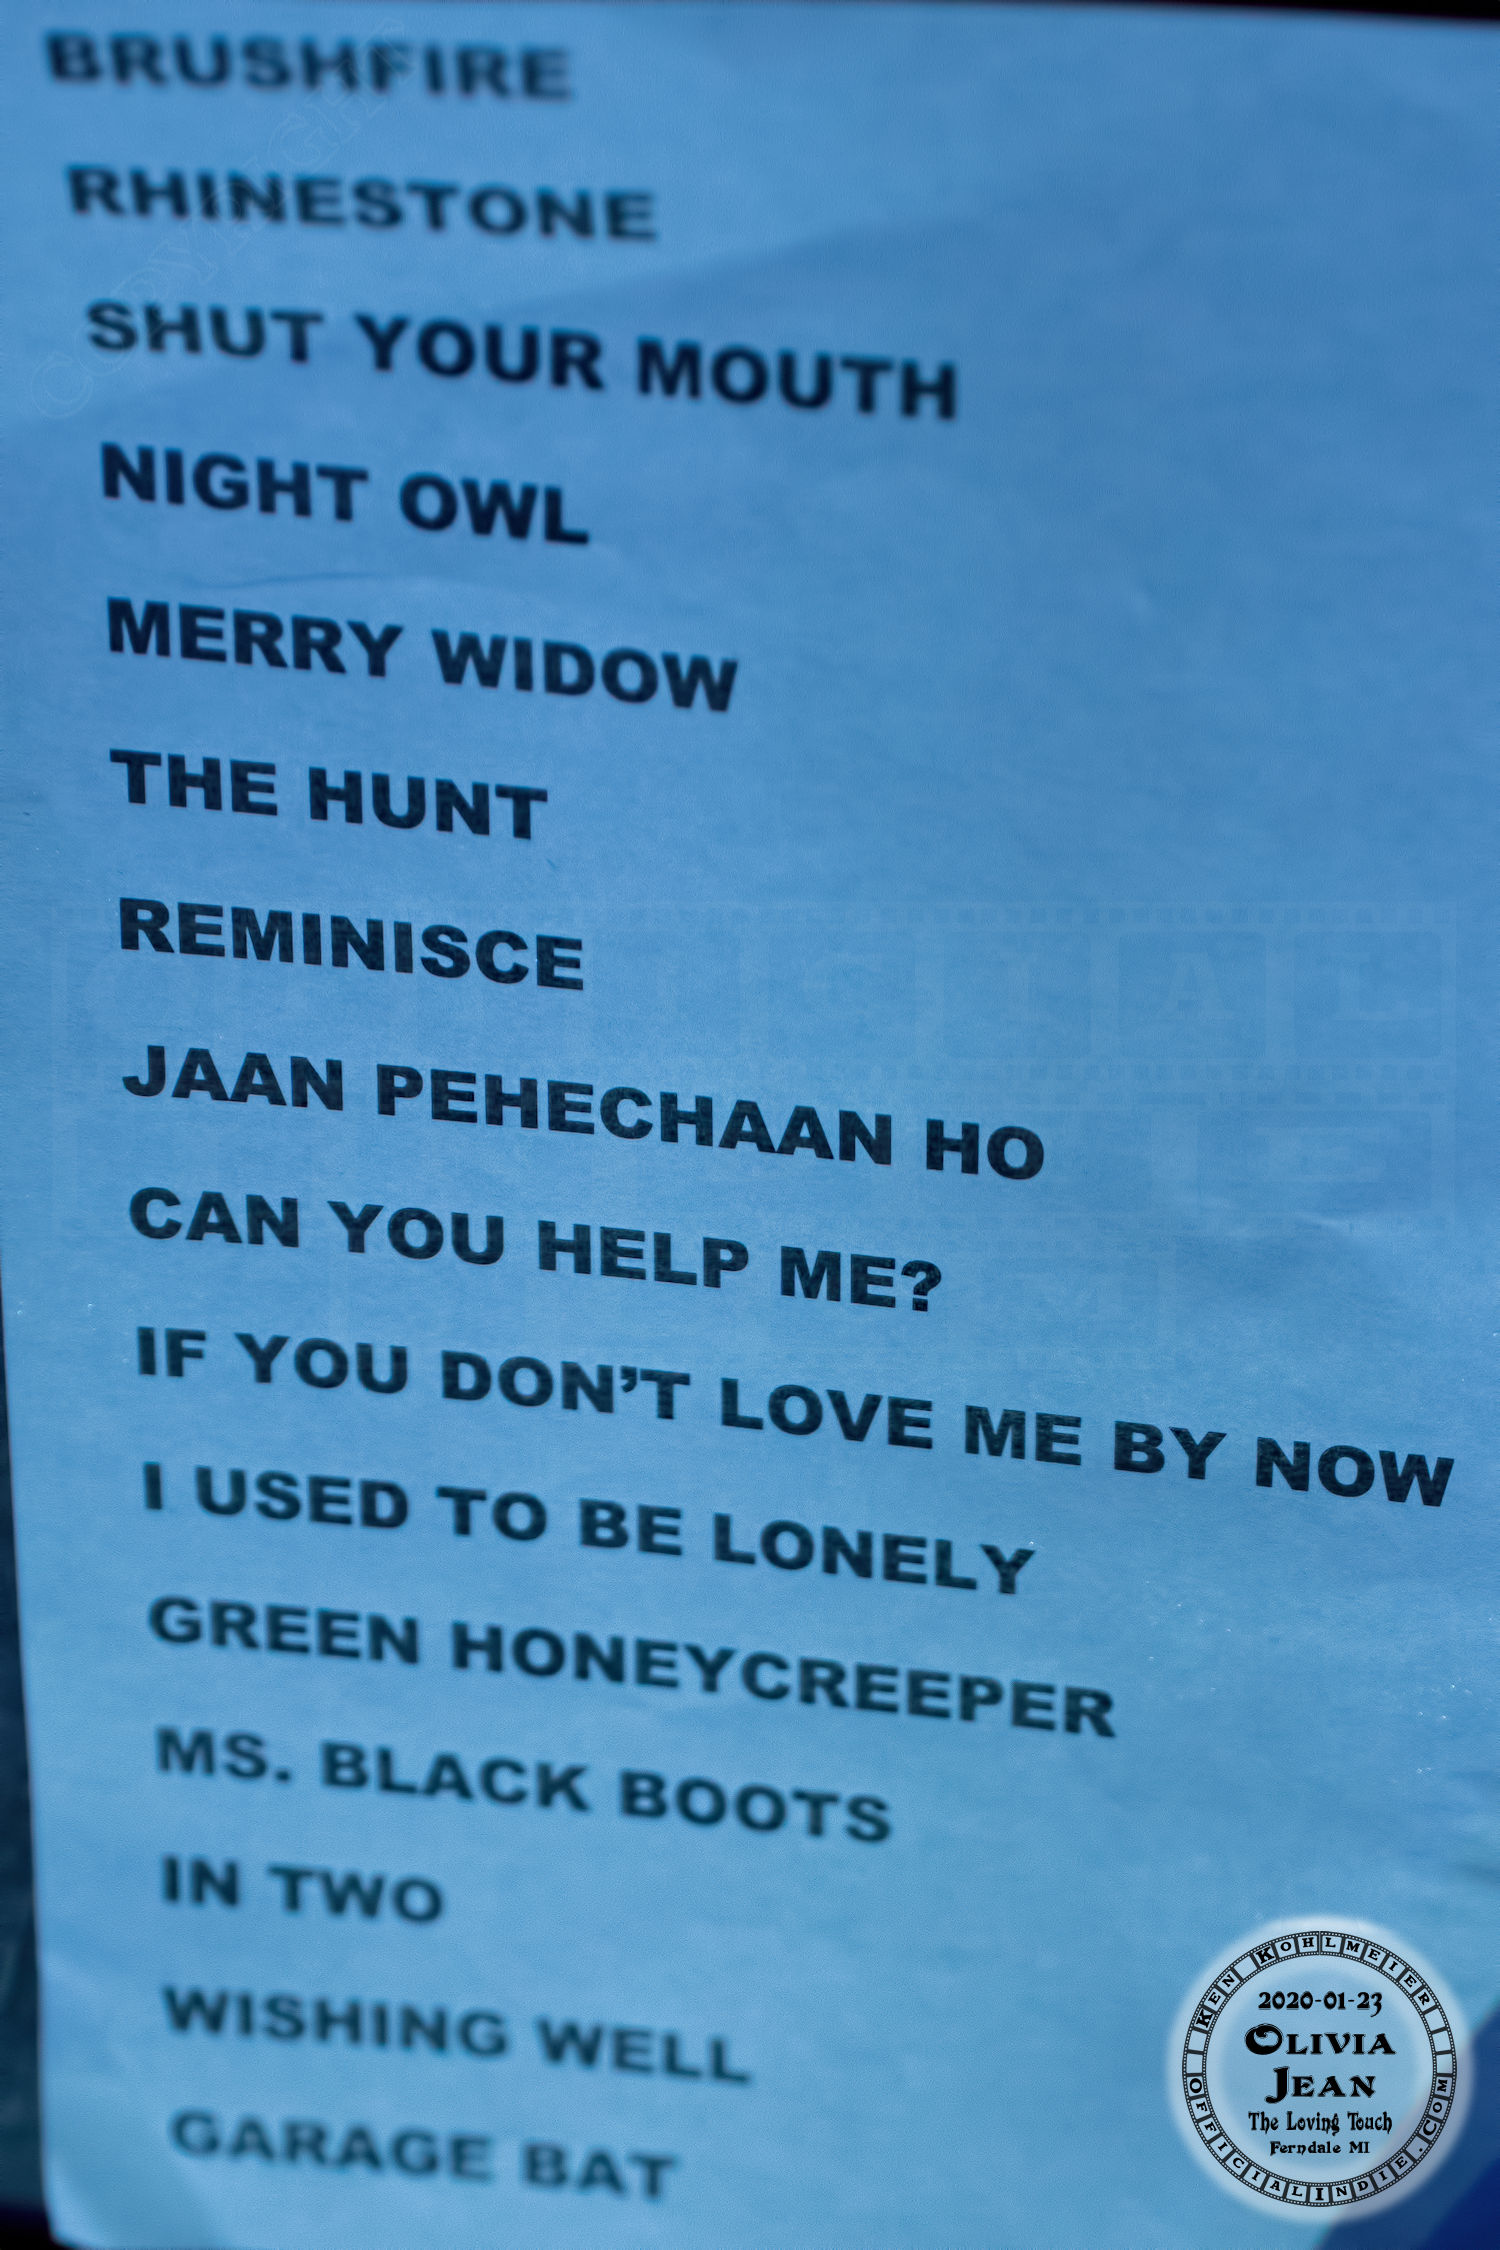 BRUSHFIRE
RHINESTONE
SHUT YOUR MOUTH
NIGHT OWL
MERRY WIDOW
THE HUNT
REMINISCE
JAAN PEHECHAAN HO
CAN YOU HELP ME?
IF YOU DON'T LOVE ME BY NOW
I USED TO BE LONELY
GREEN HONEYCREEPER
MS. BLACK BOOTS
IN TWO
WISHING WELL
GARAGE BAT
KEN KOHLMEIER
2020-01-23
OLIVIA
JEAN
The Loving Touch
Ferndale MI
OFFICIALINDIE.COM
COPYRIGHT